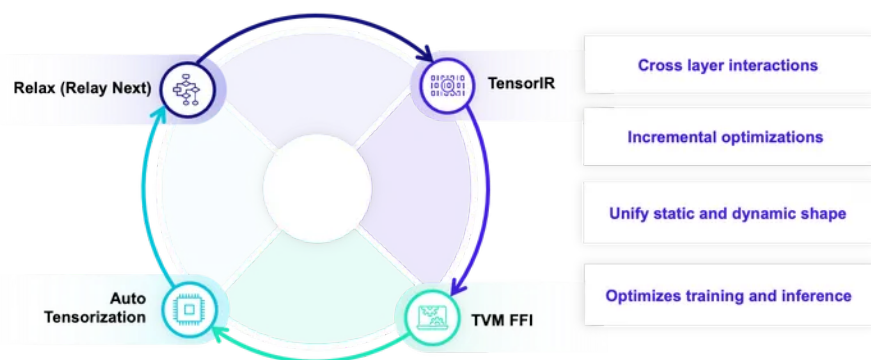 Relax (Relay Next)
TensorIR
Auto
Tensorization
TVM FFI
Cross layer interactions
Incremental optimizations
Unify static and dynamic shape
Optimizes training and inference